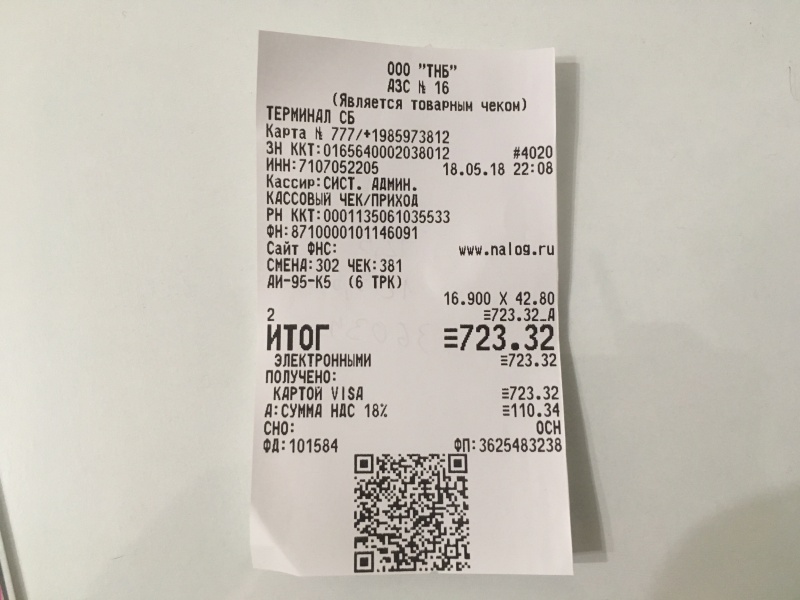 ООО "ТНБ"
АЗС № 16
(Является товарным чеком)
ТЕРМИНАЛ СБ
Карта № 777/+1985973812
ЗН ККТ:0165640002038012 #4020
ИНН:7107052205 18.05.18 22:08
Кассир:СИСТ. АДМИН.
КАССОВЫЙ ЧЕК/ПРИХОД
РН ККТ:0001135061035533
ФН:8710000101146091
Сайт ФНС: www.nalog.ru
СМЕНА:302 ЧЕК:381
АИ-95-К5 (6 ТРК)
16.900 X 42.80
2 ≡723.32_А
ИТОГ ≡723.32
ЭЛЕКТРОННЫМИ ≡723.32
ПОЛУЧЕНО:
КАРТОЙ VISA ≡723.32
А:СУММА НДС 18% ≡110.34
СНО: ОСН
ФД:101584 ФП:3625483238